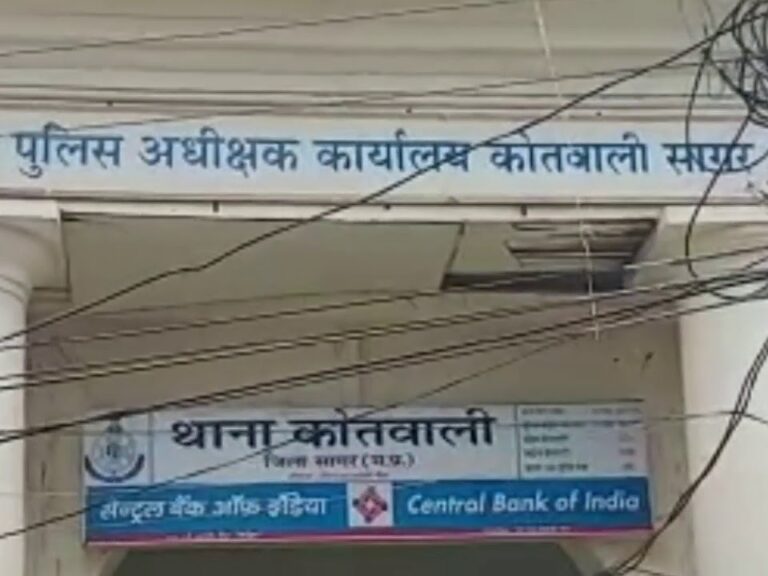 पुलिस अधीक्षक कार्यालय कोतवाली सागर
थाना कोतवाली
जिला सागर (म.प्र.)
सेन्ट्रल बैंक ऑफ़ इंडिया Central Bank of India